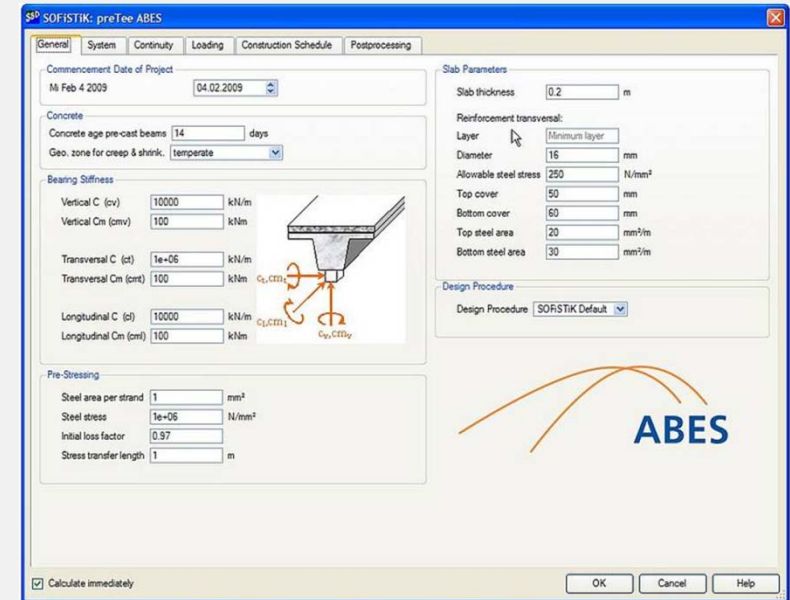 SOFiSTiK: preTee ABES
General System Continuity Loading Construction Schedule Postprocessing
Commencement Date of Project
Mi Feb 4 2009 04.02.2009
Concrete
Concrete age pre-cast beams 14 days
Geo. zone for creep & shrink. temperate
Bearing Stiffness
Vertical C (cv) 10000 kN/m
Vertical Cm (cmv) 100 kNm
Transversal C (ct) 1e+06 kN/m
Transversal Cm (cmt) 100 kNm
Longitudinal C (cl) 10000 kN/m
Longitudinal Cm (cml) 100 kNm
ct,cmt
cl,cml
cv,cmv
Pre-Stressing
Steel area per strand 1 mm²
Steel stress 1e+06 N/mm²
Initial loss factor 0.97
Stress transfer length 1 m
Slab Parameters
Slab thickness 0.2 m
Reinforcement transversal:
Layer Minimum layer
Diameter 16 mm
Allowable steel stress 250 N/mm²
Top cover 50 mm
Bottom cover 60 mm
Top steel area 20 mm²/m
Bottom steel area 30 mm²/m
Design Procedure
Design Procedure SOFiSTiK Default
ABES
Calculate immediately
OK Cancel Help